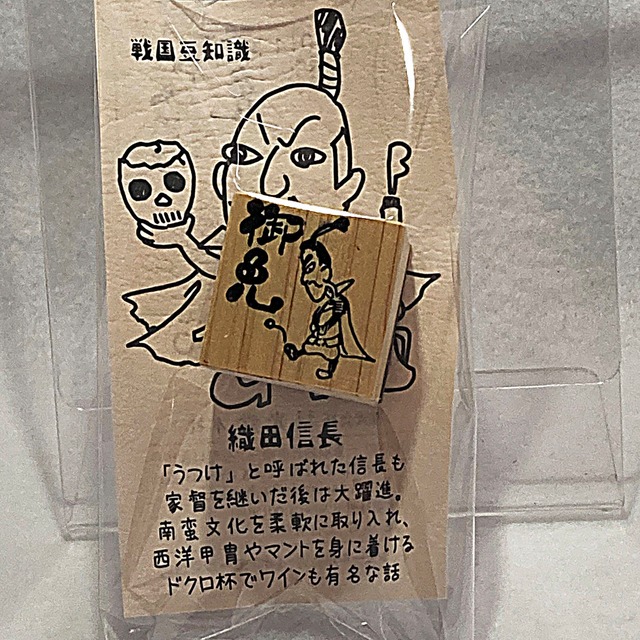 戦国豆知識
御免
織田信長
「うつけ」と呼ばれた信長も
家督を継いだ後は大躍進。
南蛮文化を柔軟に取り入れ、
西洋甲冑やマントを身に着ける
ドクロ杯でワインも有名な話